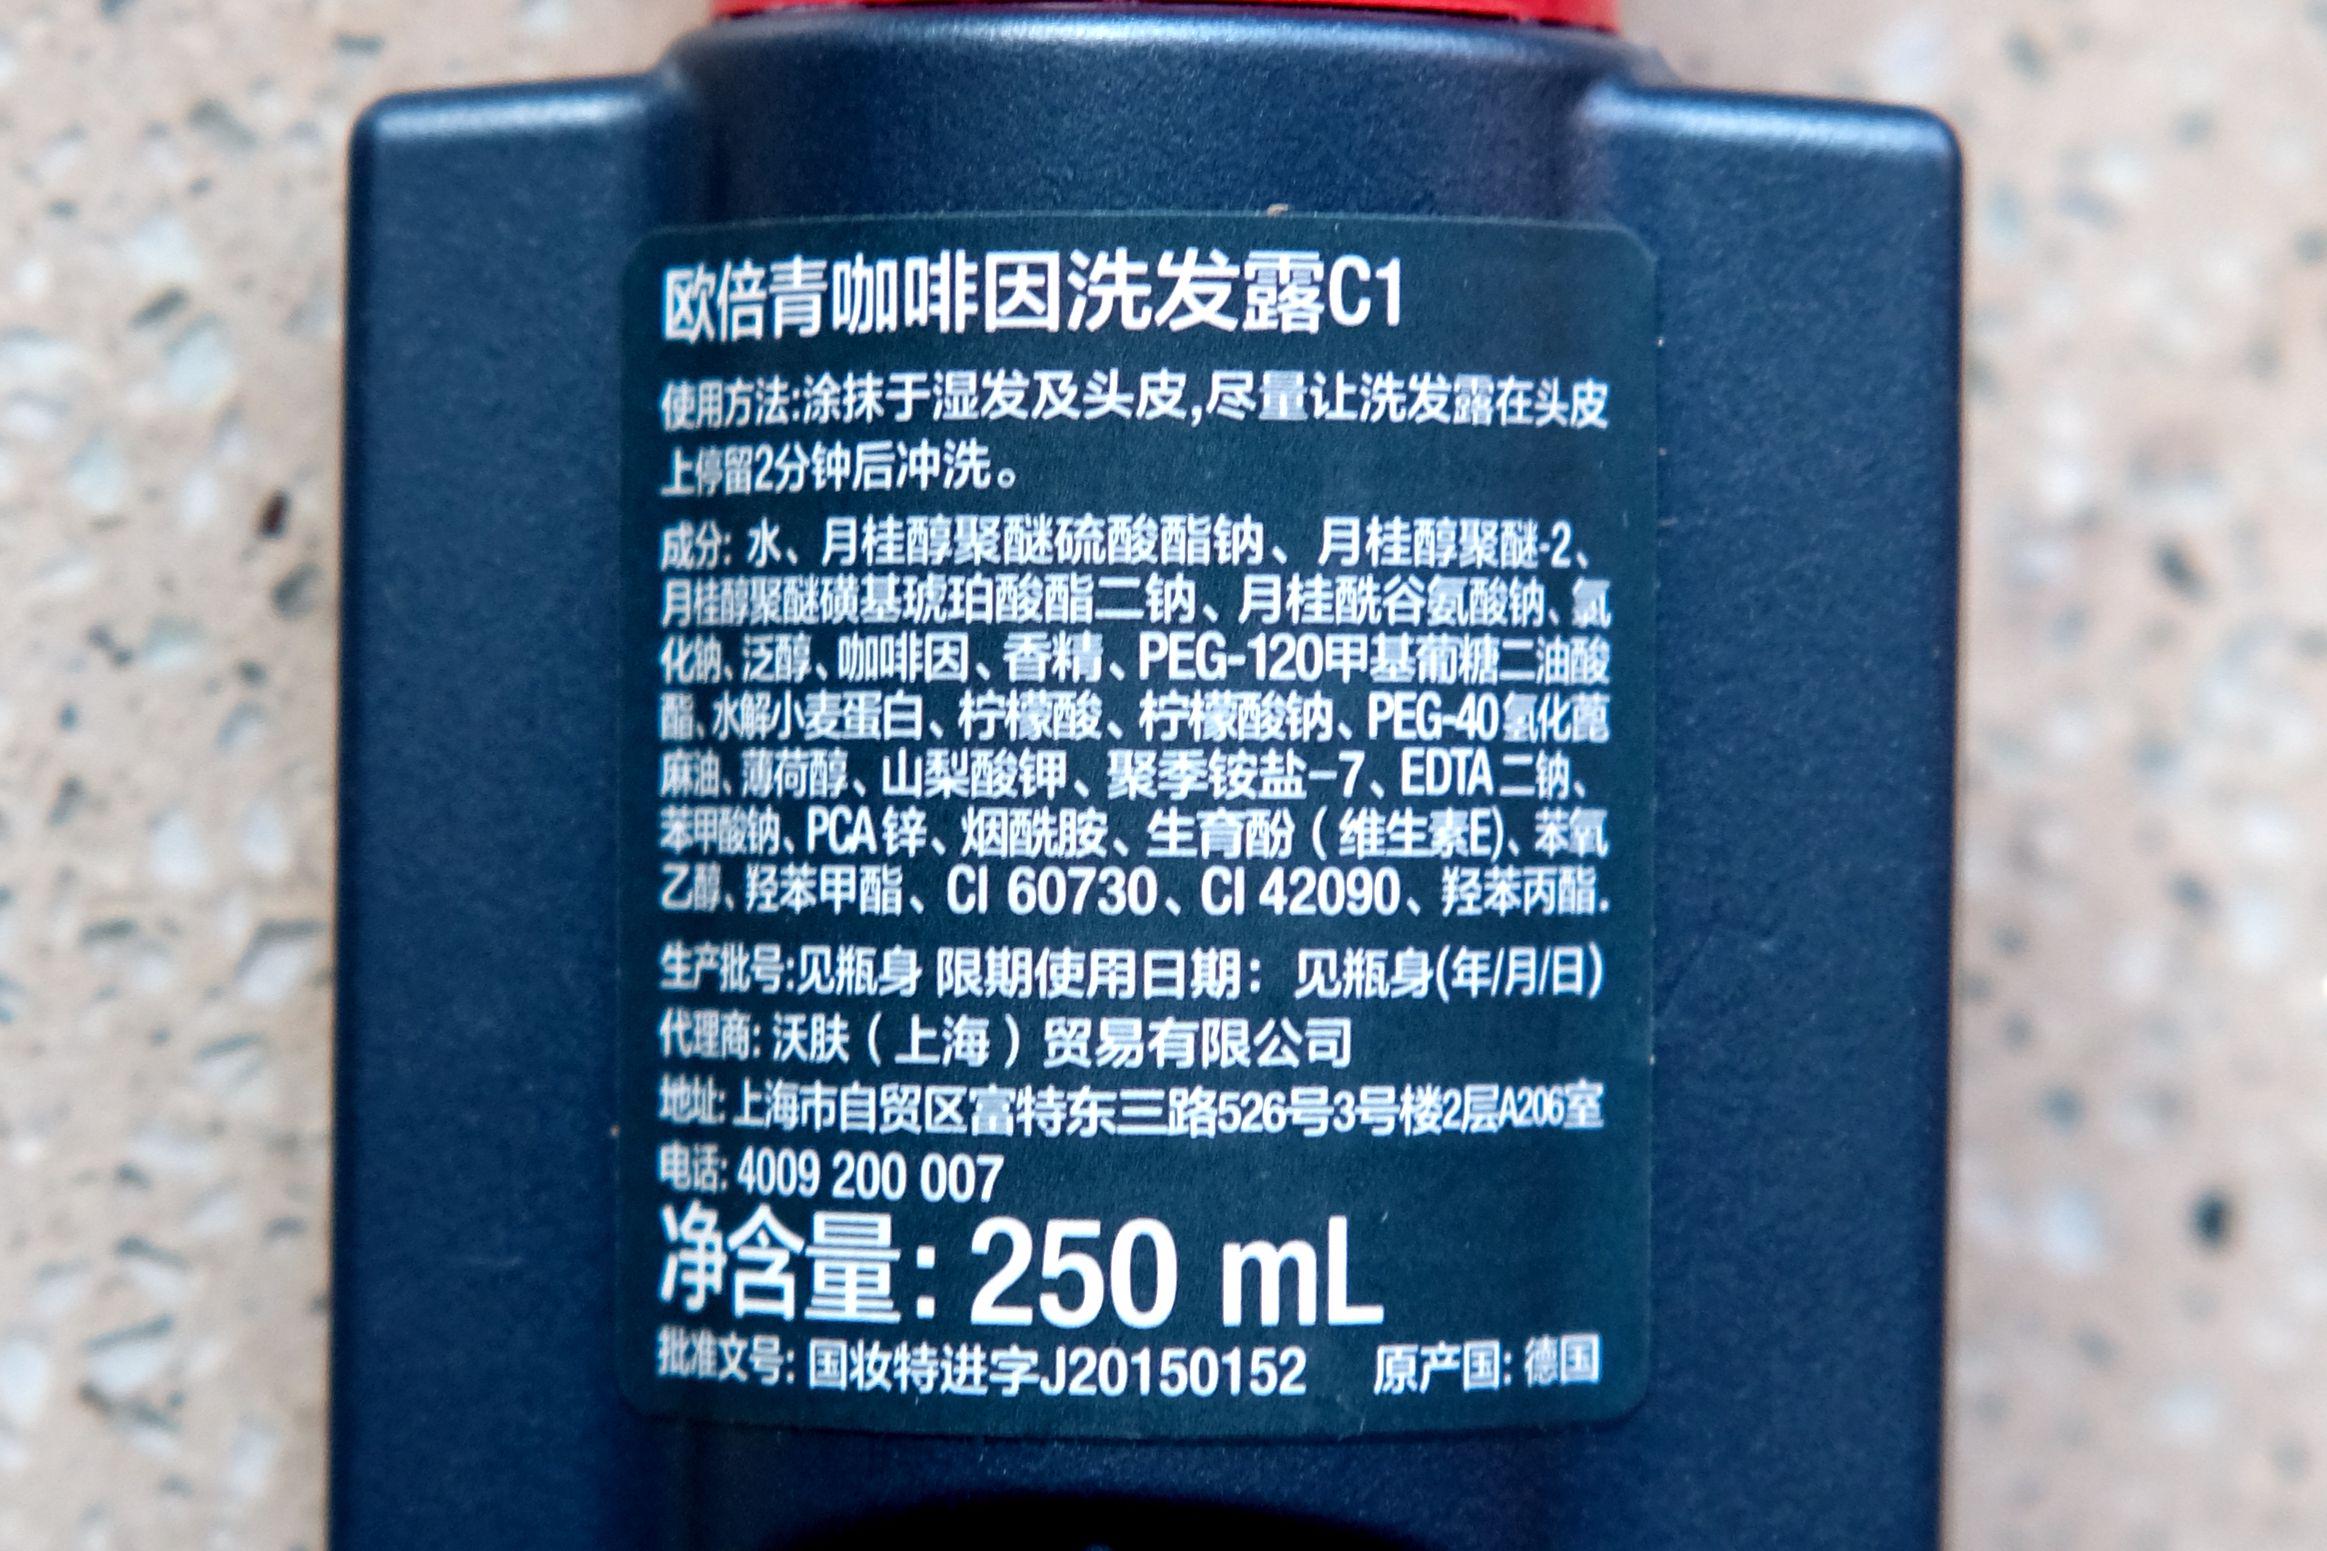 欧倍青咖啡因洗发露C1
使用方法:涂抹于湿发及头皮,尽量让洗发露在头皮
上停留2分钟后冲洗。
成分: 水、月桂醇聚醚硫酸酯钠、月桂醇聚醚-2、
月桂醇聚醚磺基琥珀酸酯二钠、月桂酰谷氨酸钠、氯
化钠、泛醇、咖啡因、香精、PEG-120甲基葡糖二油酸
酯、水解小麦蛋白、柠檬酸、柠檬酸钠、PEG-40氢化蓖
麻油、薄荷醇、山梨酸钾、聚季铵盐-7、EDTA二钠、
苯甲酸钠、PCA锌、烟酰胺、生育酚（维生素E)、苯氧
乙醇、羟苯甲酯、CI 60730、CI 42090、羟苯丙酯.
生产批号:见瓶身 限期使用日期: 见瓶身(年/月/日)
代理商: 沃肤（上海）贸易有限公司
地址: 上海市自贸区富特东三路526号3号楼2层A206室
电话: 4009 200 007
净含量: 250 mL
批准文号: 国妆特进字J20150152 原产国: 德国